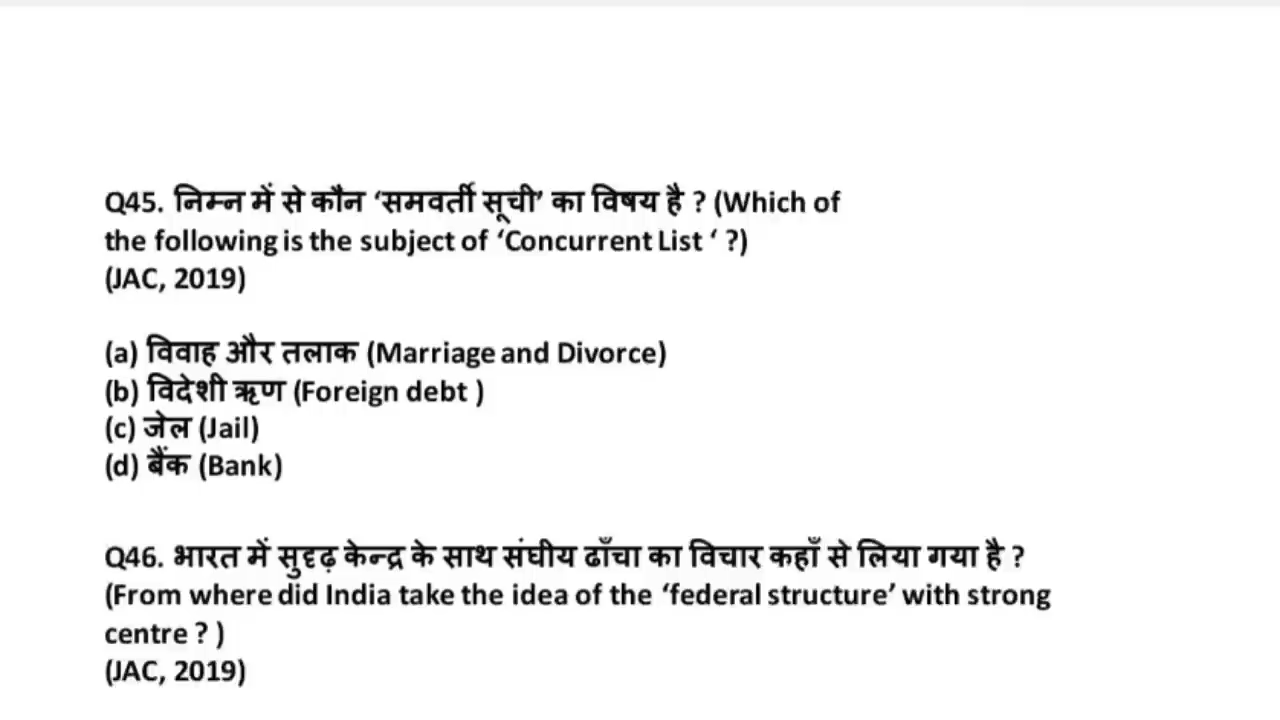 Q45. निम्न में से कौन ‘समवर्ती सूची’ का विषय है ? (Which of
the following is the subject of ‘Concurrent List ‘ ?)
(JAC, 2019)
(a) विवाह और तलाक (Marriage and Divorce)
(b) विदेशी ऋण (Foreign debt )
(c) जेल (Jail)
(d) बैंक (Bank)
Q46. भारत में सुदृढ़ केन्द्र के साथ संघीय ढाँचा का विचार कहाँ से लिया गया है ?
(From where did India take the idea of the ‘federal structure’ with strong
centre ? )
(JAC, 2019)